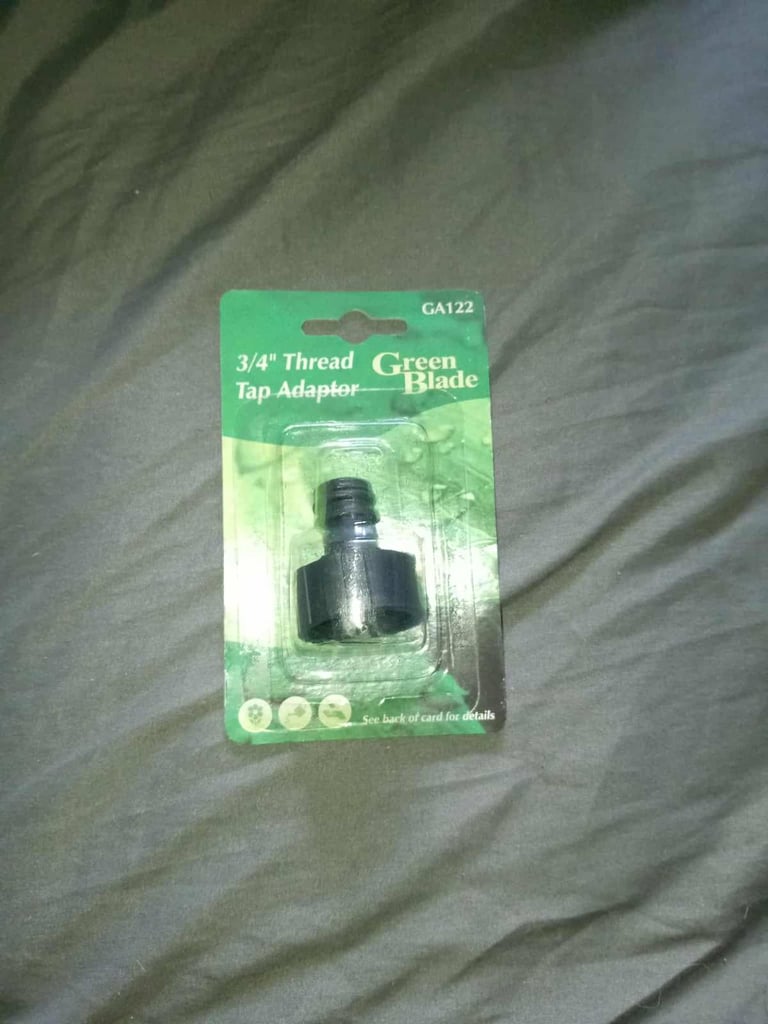 GA122
3/4" Thread
Tap Adaptor
Green
Blade
See back of card for details